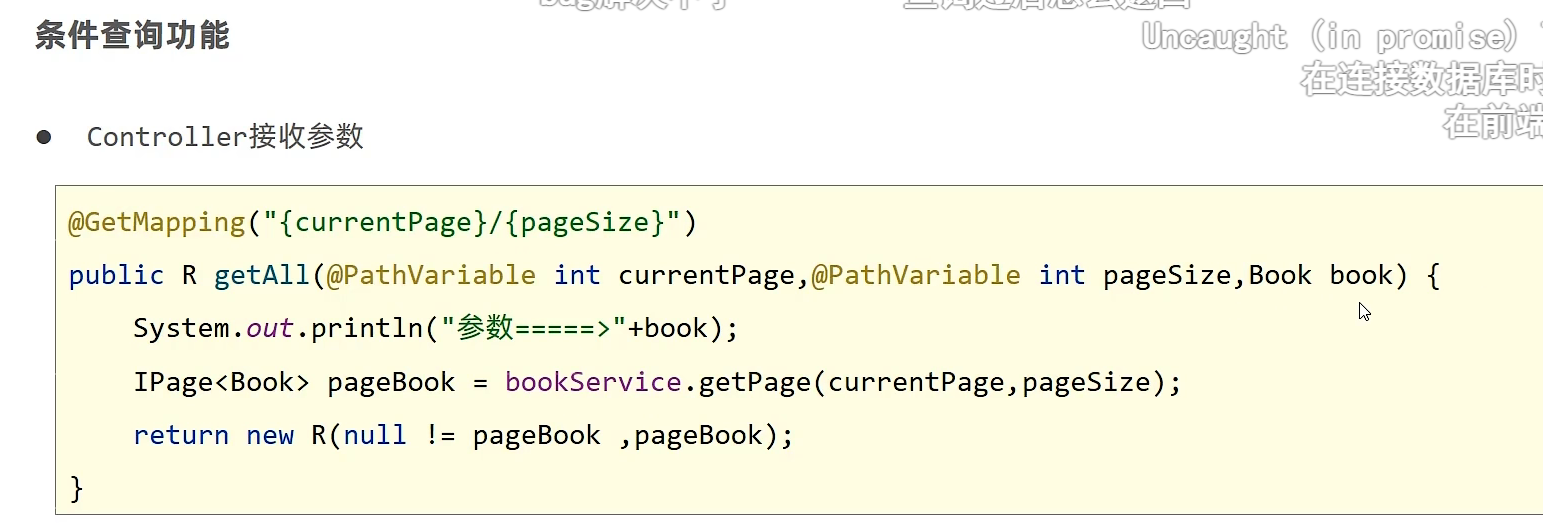 条件查询功能
Uncaught (in promise)
在连接数据库时
在前端
● Controller接收参数
@GetMapping("{currentPage}/{pageSize}")
public R getAll(@PathVariable int currentPage,@PathVariable int pageSize,Book book) {
System.out.println("参数=====>"+book);
IPage<Book> pageBook = bookService.getPage(currentPage,pageSize);
return new R(null != pageBook ,pageBook);
}